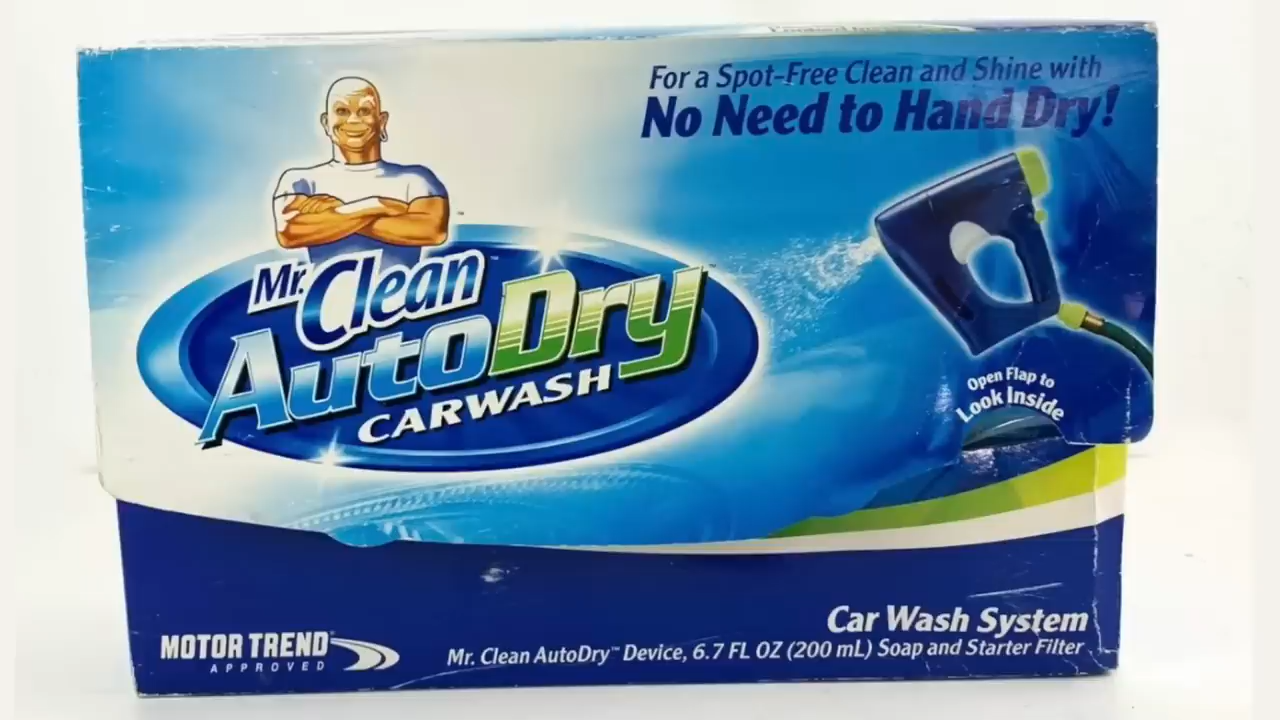 For a Spot-Free Clean and Shine with
No Need to Hand Dry!
Mr. Clean™
AutoDry™
CARWASH
Open Flap to
Look Inside
Car Wash System
MOTOR TREND
APPROVED
Mr. Clean AutoDry™ Device, 6.7 FL OZ (200 mL) Soap and Starter Filter